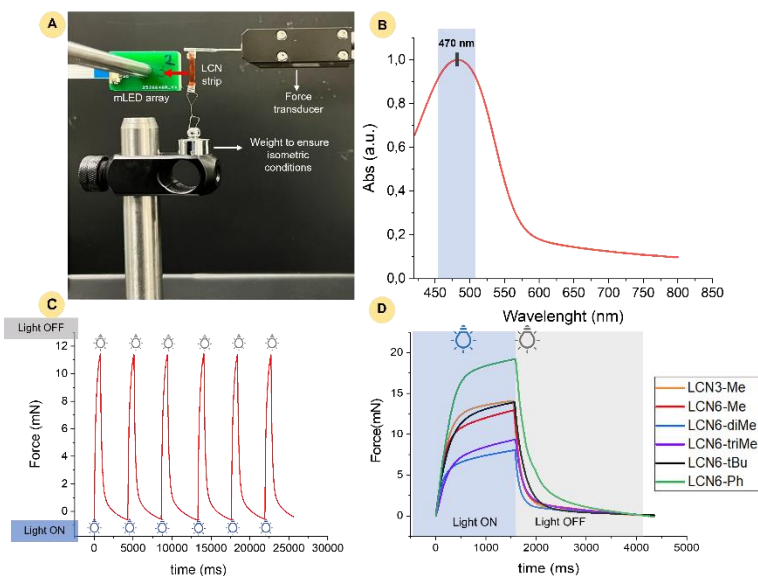 A
2
mLED array
LCN
strip
Force
transducer
Weight to ensure
isometric
conditions
B
470 nm
1,0
0,8
0,6
0,4
0,2
0,0
Abs (a.u.)
450 500 550 600 650 700 750 800 850
Wavelenght (nm)
C
Light OFF
12
10
8
6
4
2
0
Force (mN)
Light ON
0 5000 10000 15000 20000 25000 30000
time (ms)
D
20
15
10
5
0
Force(mN)
Light ON
Light OFF
0 1000 2000 3000 4000 5000
time (ms)
LCN3-Me
LCN6-Me
LCN6-diMe
LCN6-triMe
LCN6-tBu
LCN6-Ph